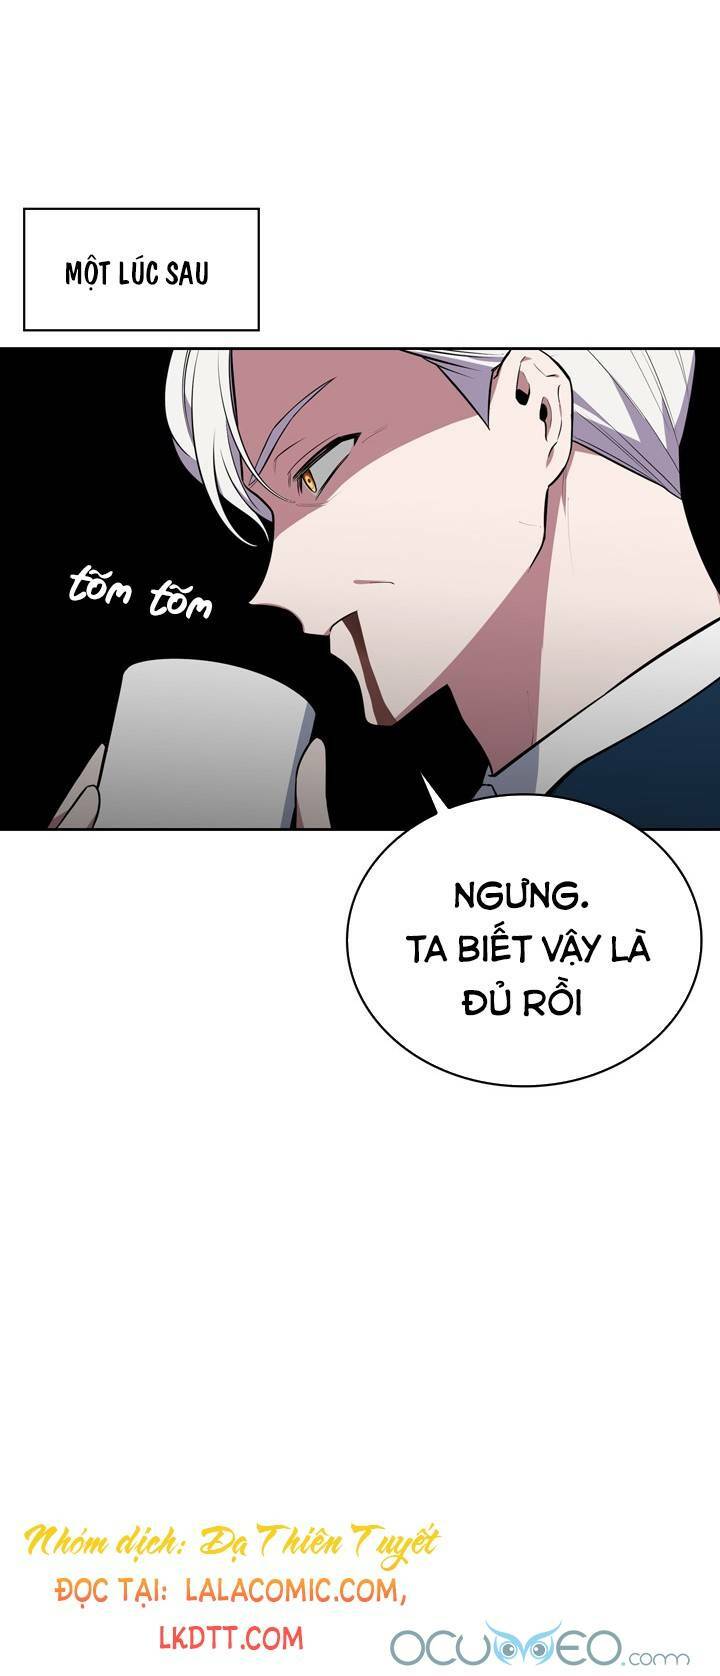 MỘT LÚC SAU
tõm tõm
NGƯNG.
TA BIẾT VẬY LÀ
ĐỦ RỒI
Nhóm dịch: Dạ Thiên Tuyết
ĐỌC TẠI: LALACOMIC.COM,
LKDTT.COM
OCUMEO.comm